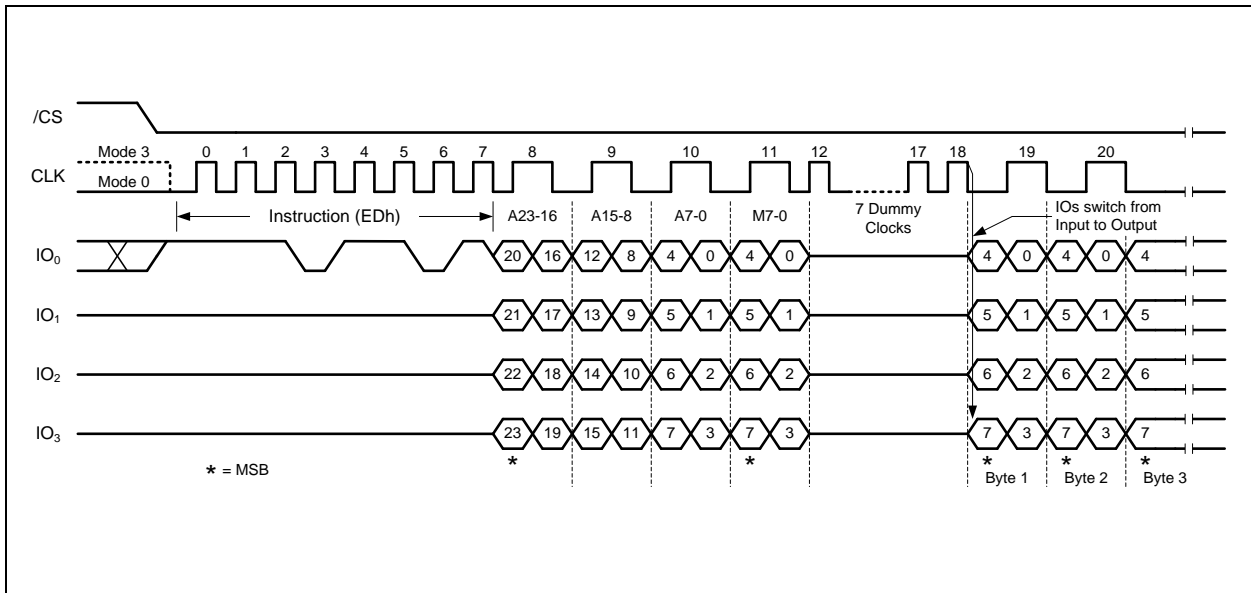 /CS
Mode 3
0 1 2 3 4 5 6 7 8 9 10 11 12 17 18 19 20
CLK
Mode 0
Instruction (EDh)
A23-16 A15-8 A7-0 M7-0
7 Dummy
Clocks
IOs switch from
Input to Output
IO0 20 16 12 8 4 0 4 0 4 0 4 0 4
IO1 21 17 13 9 5 1 5 1 5 1 5 1 5
IO2 22 18 14 10 6 2 6 2 6 2 6 2 6
IO3 23 19 15 11 7 3 7 3 7 3 7 3 7
* * * * *
* = MSB
Byte 1 Byte 2 Byte 3